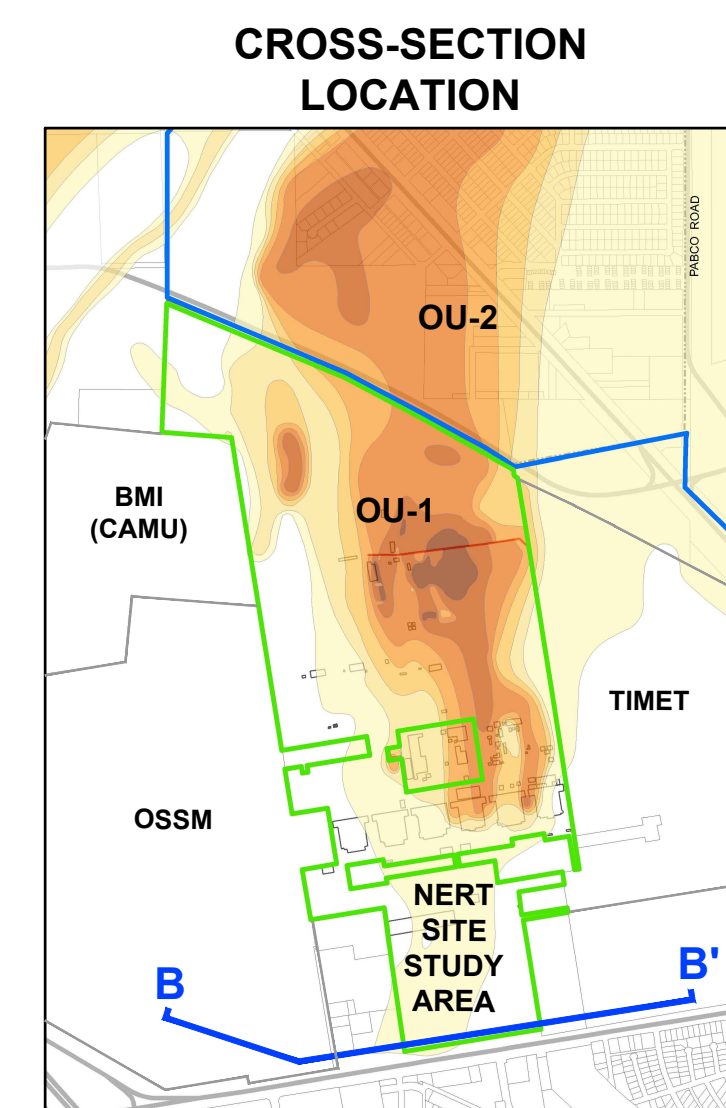 CROSS-SECTION
LOCATION
PABCO ROAD
OU-2
BMI
(CAMU)
OU-1
TIMET
OSSM
NERT
SITE
STUDY
AREA
B
B'